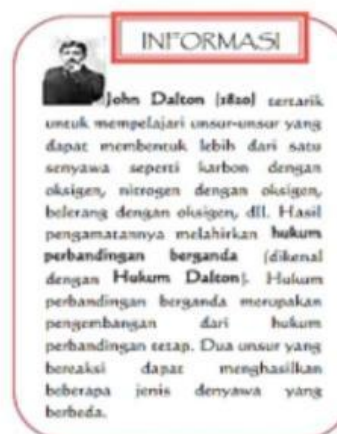 INFORMASI
John Dalton (1820) tertarik
untuk mempelajari unsur-unsur yang
dapat membentuk lebih dari satu
senyawa seperti karbon dengan
oksigen, nitrogen dengan oksigen,
belerang dengan oksigen, dll. Hasil
pengamatannya melahirkan hukum
perbandingan berganda (dikenal
dengan Hukum Dalton). Hukum
perbandingan berganda merupakan
pengembangan dari hukum
perbandingan tetap. Dua unsur yang
bereaksi dapat menghasilkan
beberapa jenis denyawa yang
berbeda.